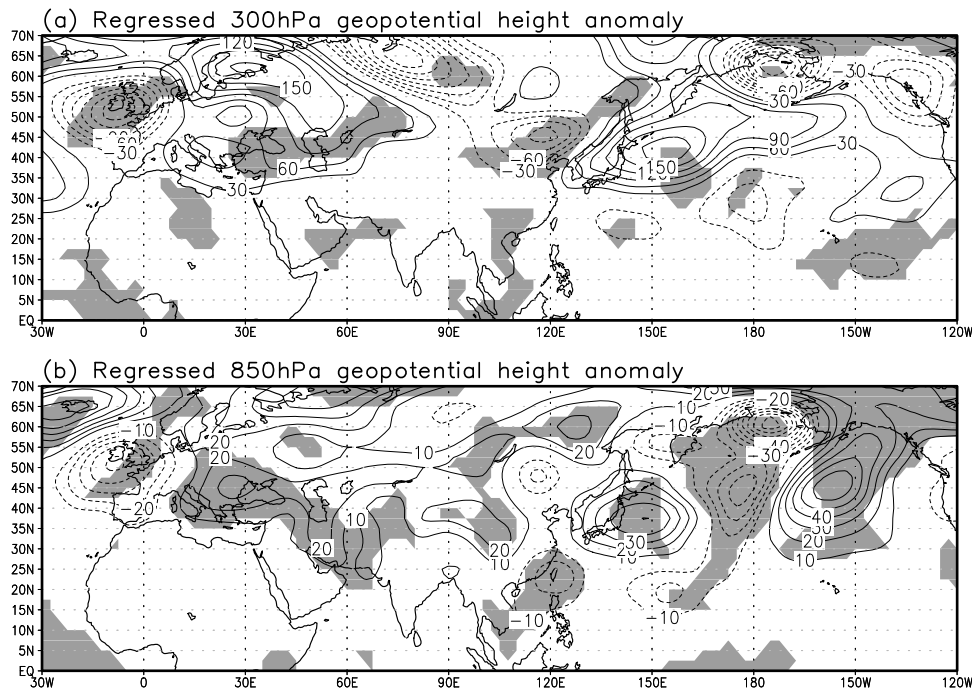 (a) Regressed 300hPa geopotential height anomaly
70N
65N
60N
55N
50N
45N
40N
35N
30N
25N
20N
15N
10N
5N
EQ
120
150
-30
60
30
-60
-30
150
90
30
-30
-30
60
30
30W 0 30E 60E 90E 120E 150E 180 150W 120W
(b) Regressed 850hPa geopotential height anomaly
70N
65N
60N
55N
50N
45N
40N
35N
30N
25N
20N
15N
10N
5N
EQ
-10
-20
20
20
10
20
10
20
10
20
-10
30
20
10
-10
10
-10
-20
-30
40
30
20
10
30W 0 30E 60E 90E 120E 150E 180 150W 120W